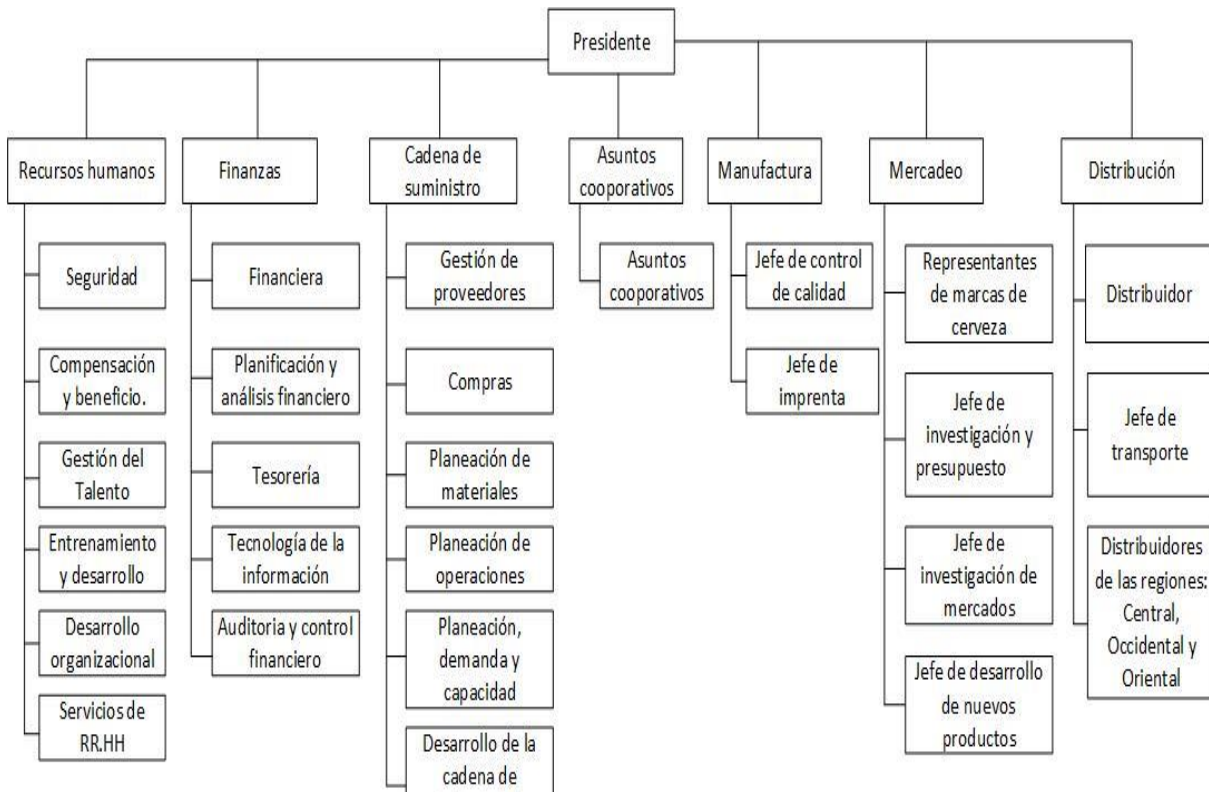 Presidente
Recursos humanos
Finanzas
Cadena de
suministro
Asuntos
cooporativos
Manufactura
Mercadeo
Distribución
Seguridad
Compensación
y beneficio.
Gestión del
Talento
Entrenamiento
y desarrollo
Desarrollo
organizacional
Servicios de
RR.HH
Financiera
Planificación y
análisis financiero
Tesorería
Tecnología de la
información
Auditoria y control
financiero
Gestión de
proveedores
Compras
Planeación de
materiales
Planeación de
operaciones
Planeación,
demanda y
capacidad
Desarrollo de la
cadena de
Asuntos
cooporativos
Jefe de control
de calidad
Jefe de
imprenta
Representantes
de marcas de
cerveza
Jefe de
investigación y
presupuesto
Jefe de
investigación de
mercados
Jefe de desarrollo
de nuevos
productos
Distribuidor
Jefe de
transporte
Distribuidores
de las regiones:
Central,
Occidental y
Oriental